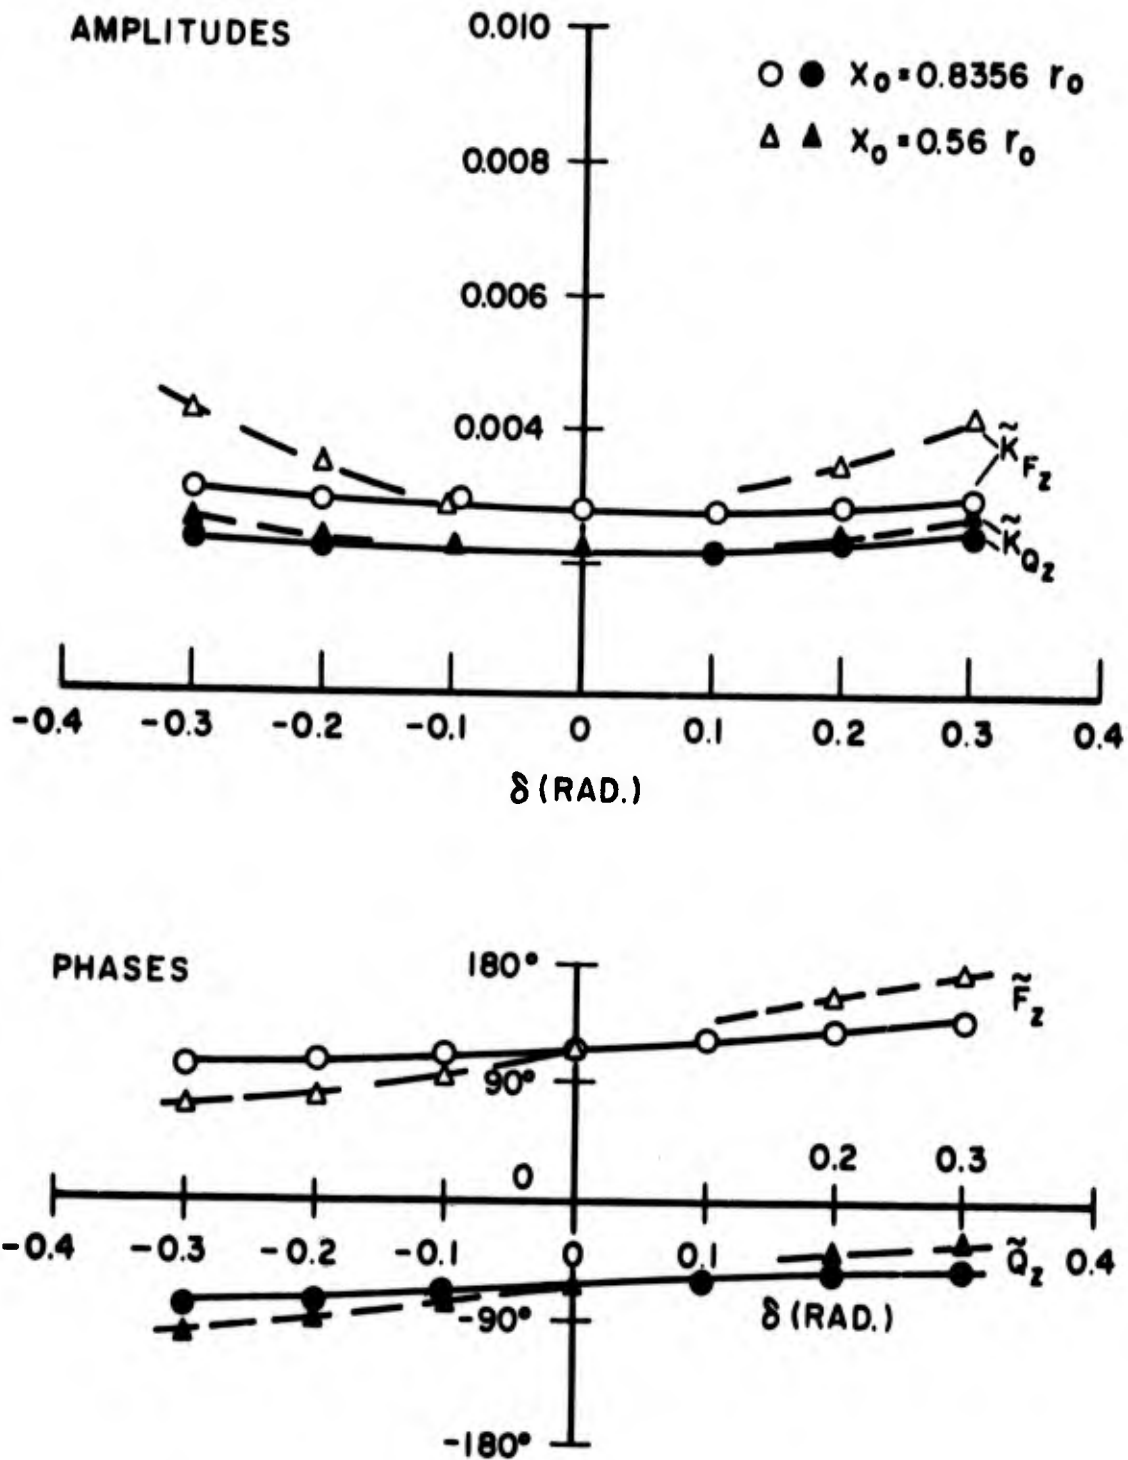 AMPLITUDES
0.010
○ ● X₀ = 0.8356 r₀
0.008
△ ▲ X₀ = 0.56 r₀
0.006
0.004
K̃_Fz
K̃_Qz
-0.4 -0.3 -0.2 -0.1 0 0.1 0.2 0.3 0.4
δ (RAD.)
PHASES
180°
F̃z
90°
0.2 0.3
0
-0.4 -0.3 -0.2 -0.1 0 0.1 Q̃z 0.4
-90°
δ (RAD.)
-180°